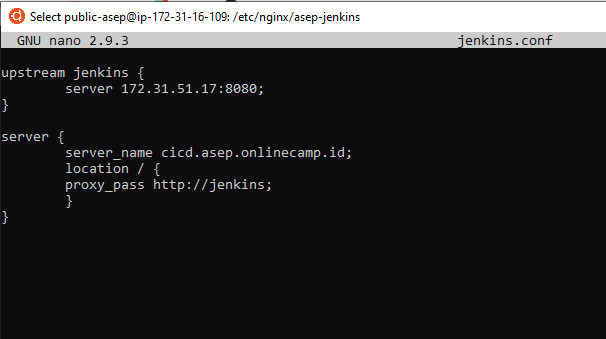 Select public-asep@ip-172-31-16-109: /etc/nginx/asep-jenkins
GNU nano 2.9.3 jenkins.conf
upstream jenkins {
server 172.31.51.17:8080;
}
server {
server_name cicd.asep.onlinecamp.id;
location / {
proxy_pass http://jenkins;
}
}